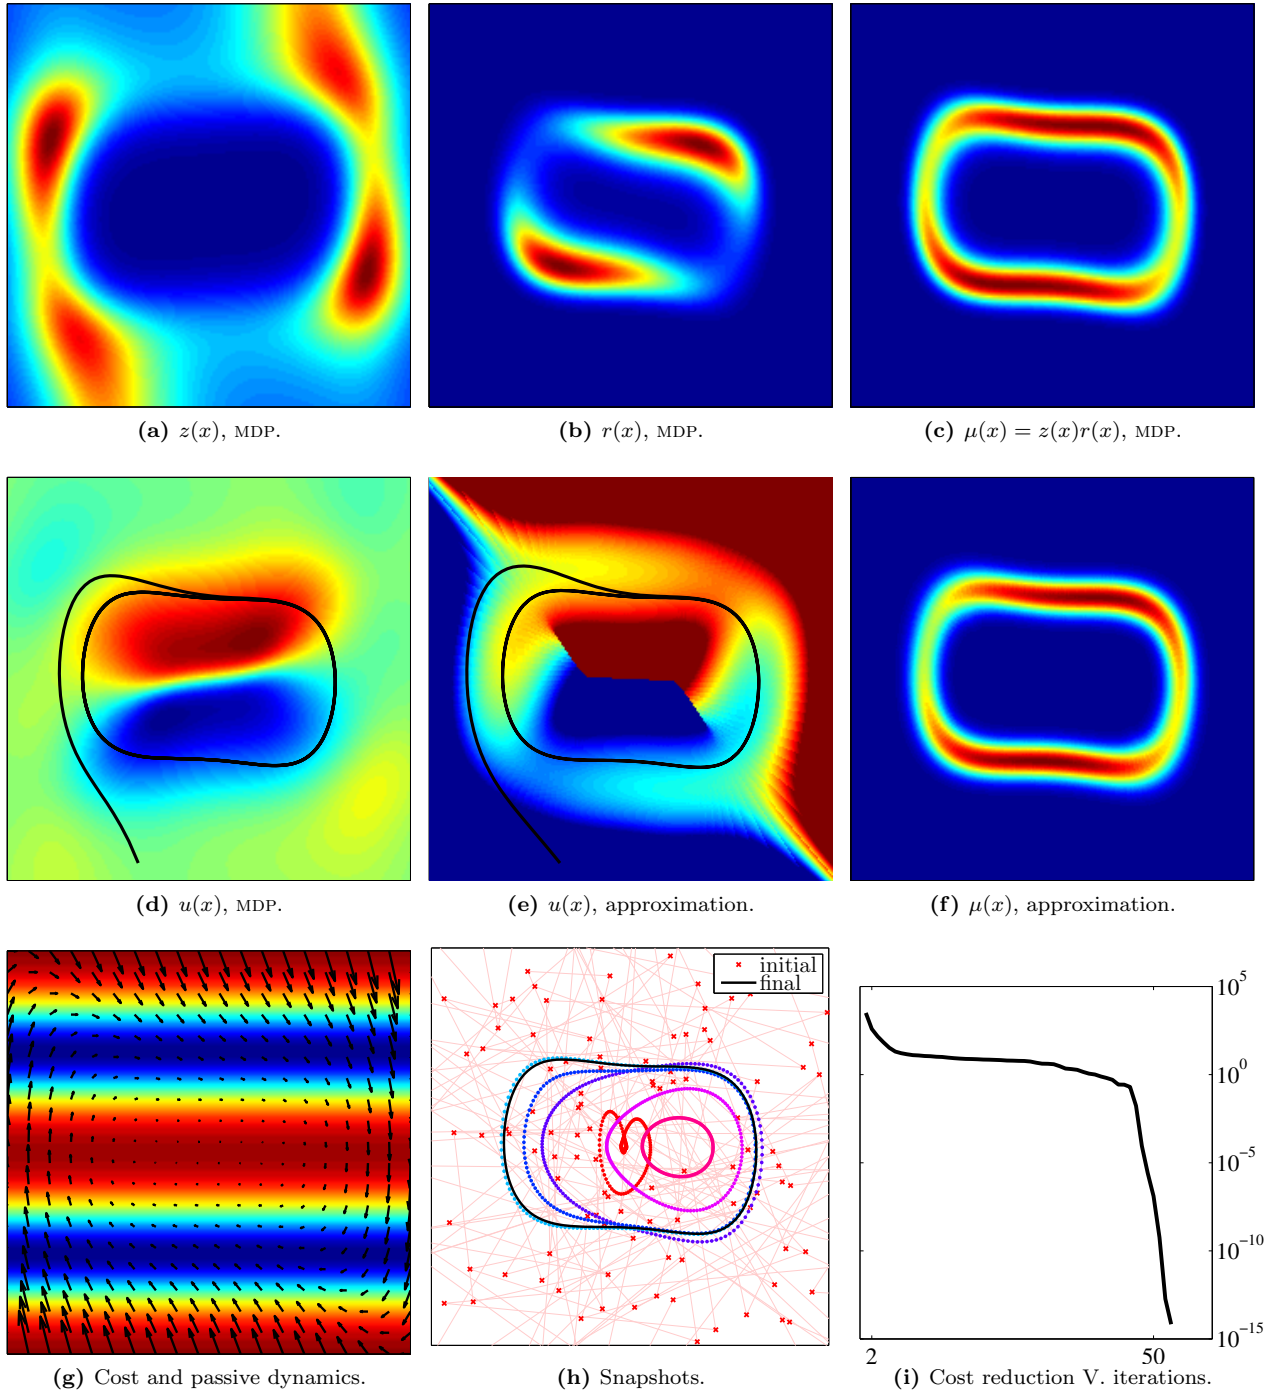 (a) z(x), MDP.
(b) r(x), MDP.
(c) μ(x) = z(x)r(x), MDP.
(d) u(x), MDP.
(e) u(x), approximation.
(f) μ(x), approximation.
initial
final
10^5
10^0
10^−5
10^−10
10^−15
2
50
(g) Cost and passive dynamics.
(h) Snapshots.
(i) Cost reduction V. iterations.